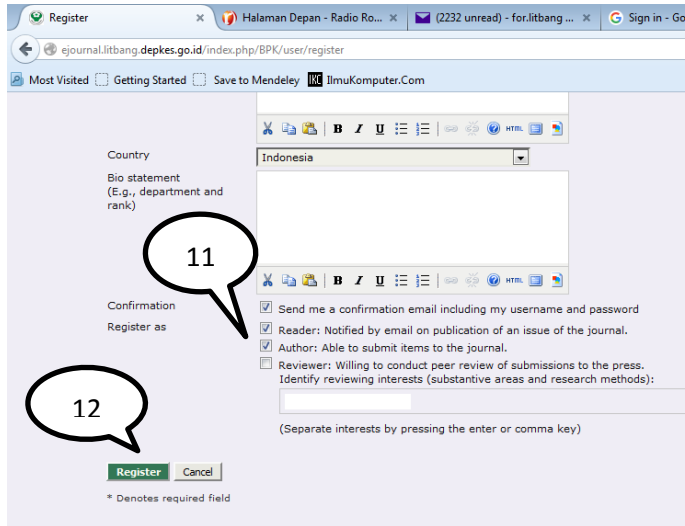 Register
Halaman Depan - Radio Ro...
(2232 unread) - for.litbang ...
Sign in - Go
ejournal.litbang.depkes.go.id/index.php/BPK/user/register
Most Visited Getting Started Save to Mendeley IKC IlmuKomputer.Com
B I U HTML
Country
Indonesia
Bio statement
(E.g., department and
rank)
11
B I U HTML
Confirmation
Send me a confirmation email including my username and password
Register as
Reader: Notified by email on publication of an issue of the journal.
Author: Able to submit items to the journal.
Reviewer: Willing to conduct peer review of submissions to the press.
Identify reviewing interests (substantive areas and research methods):
12
(Separate interests by pressing the enter or comma key)
Register Cancel
* Denotes required field